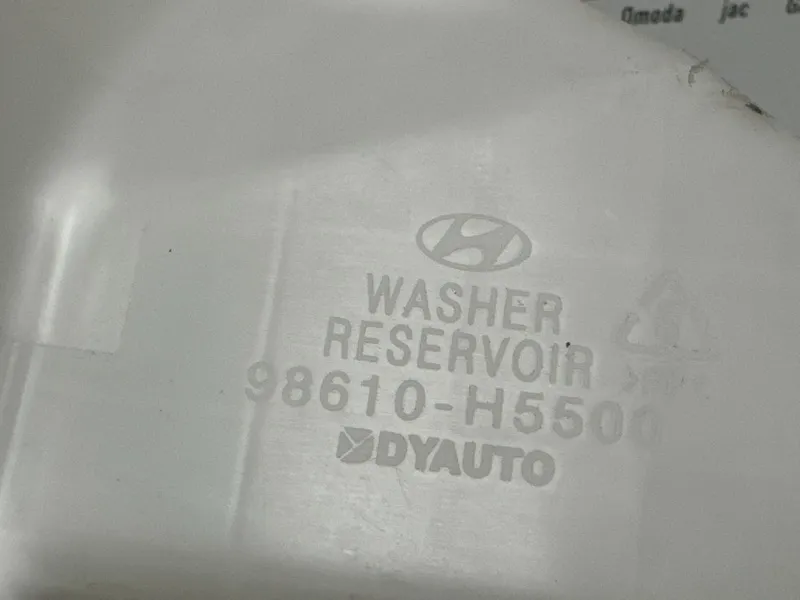 Omoda jac
WASHER
RESERVOIR
98610-H5500
DYAUTO